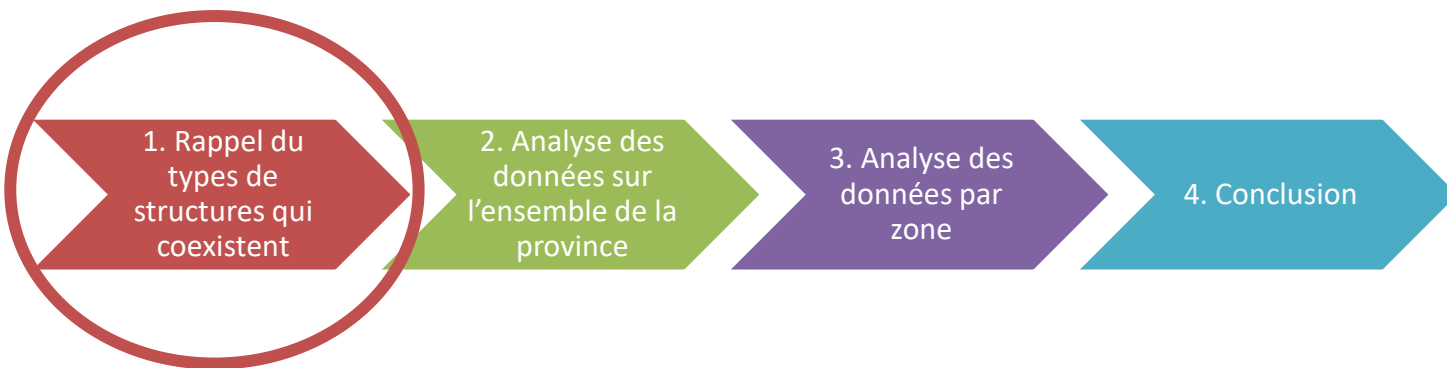 1. Rappel du
types de
structures qui
coexistent
2. Analyse des
données sur
l’ensemble de la
province
3. Analyse des
données par
zone
4. Conclusion